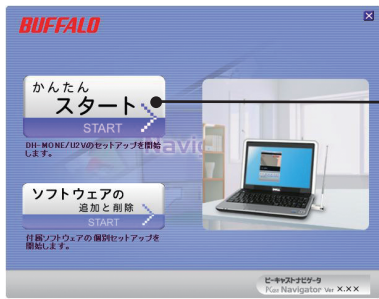 BUFFALO
かんたん
スタート
START
DH-MONE/U2Vのセットアップを開始
します。
Navig
ソフトウェアの
追加と削除
START
付属ソフトウェアの個別セットアップを
開始します。
ピーキャストナビゲータ
Navigator Ver X.XX